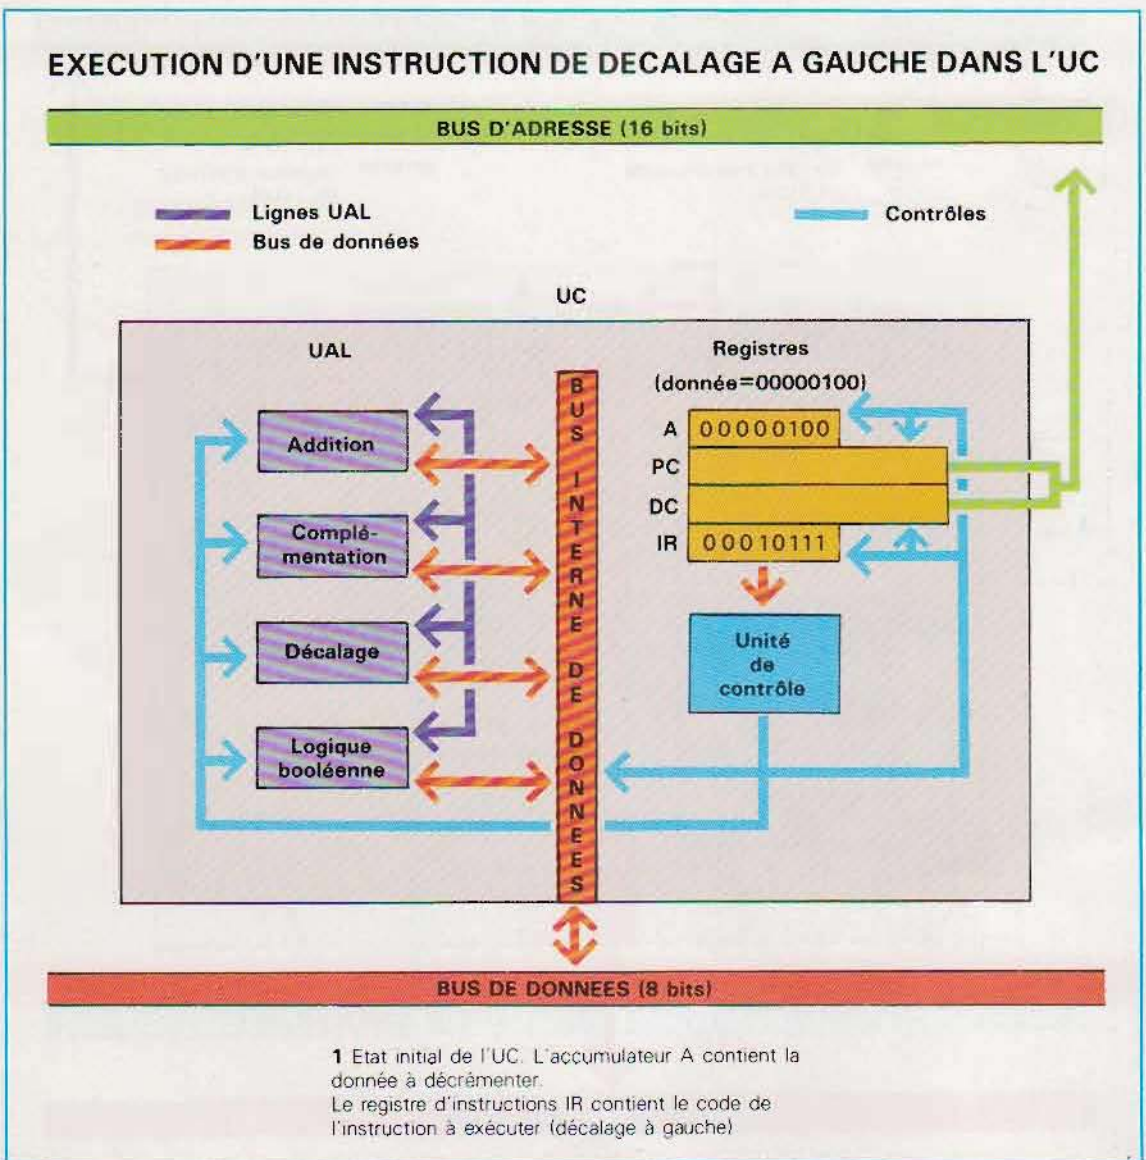 EXECUTION D'UNE INSTRUCTION DE DECALAGE A GAUCHE DANS L'UC
BUS D'ADRESSE (16 bits)
Lignes UAL
Contrôles
Bus de données
UC
UAL
Registres
(donnée=00000100)
Addition
A 00000100
PC
DC
IR 00010111
Complé-
mentation
Décalage
Logique
booléenne
BUS INTERNE DE DONNEES
Unité
de
contrôle
BUS DE DONNEES (8 bits)
1 Etat initial de l'UC. L'accumulateur A contient la
donnée à décrémenter.
Le registre d'instructions IR contient le code de
l'instruction à exécuter (décalage à gauche)